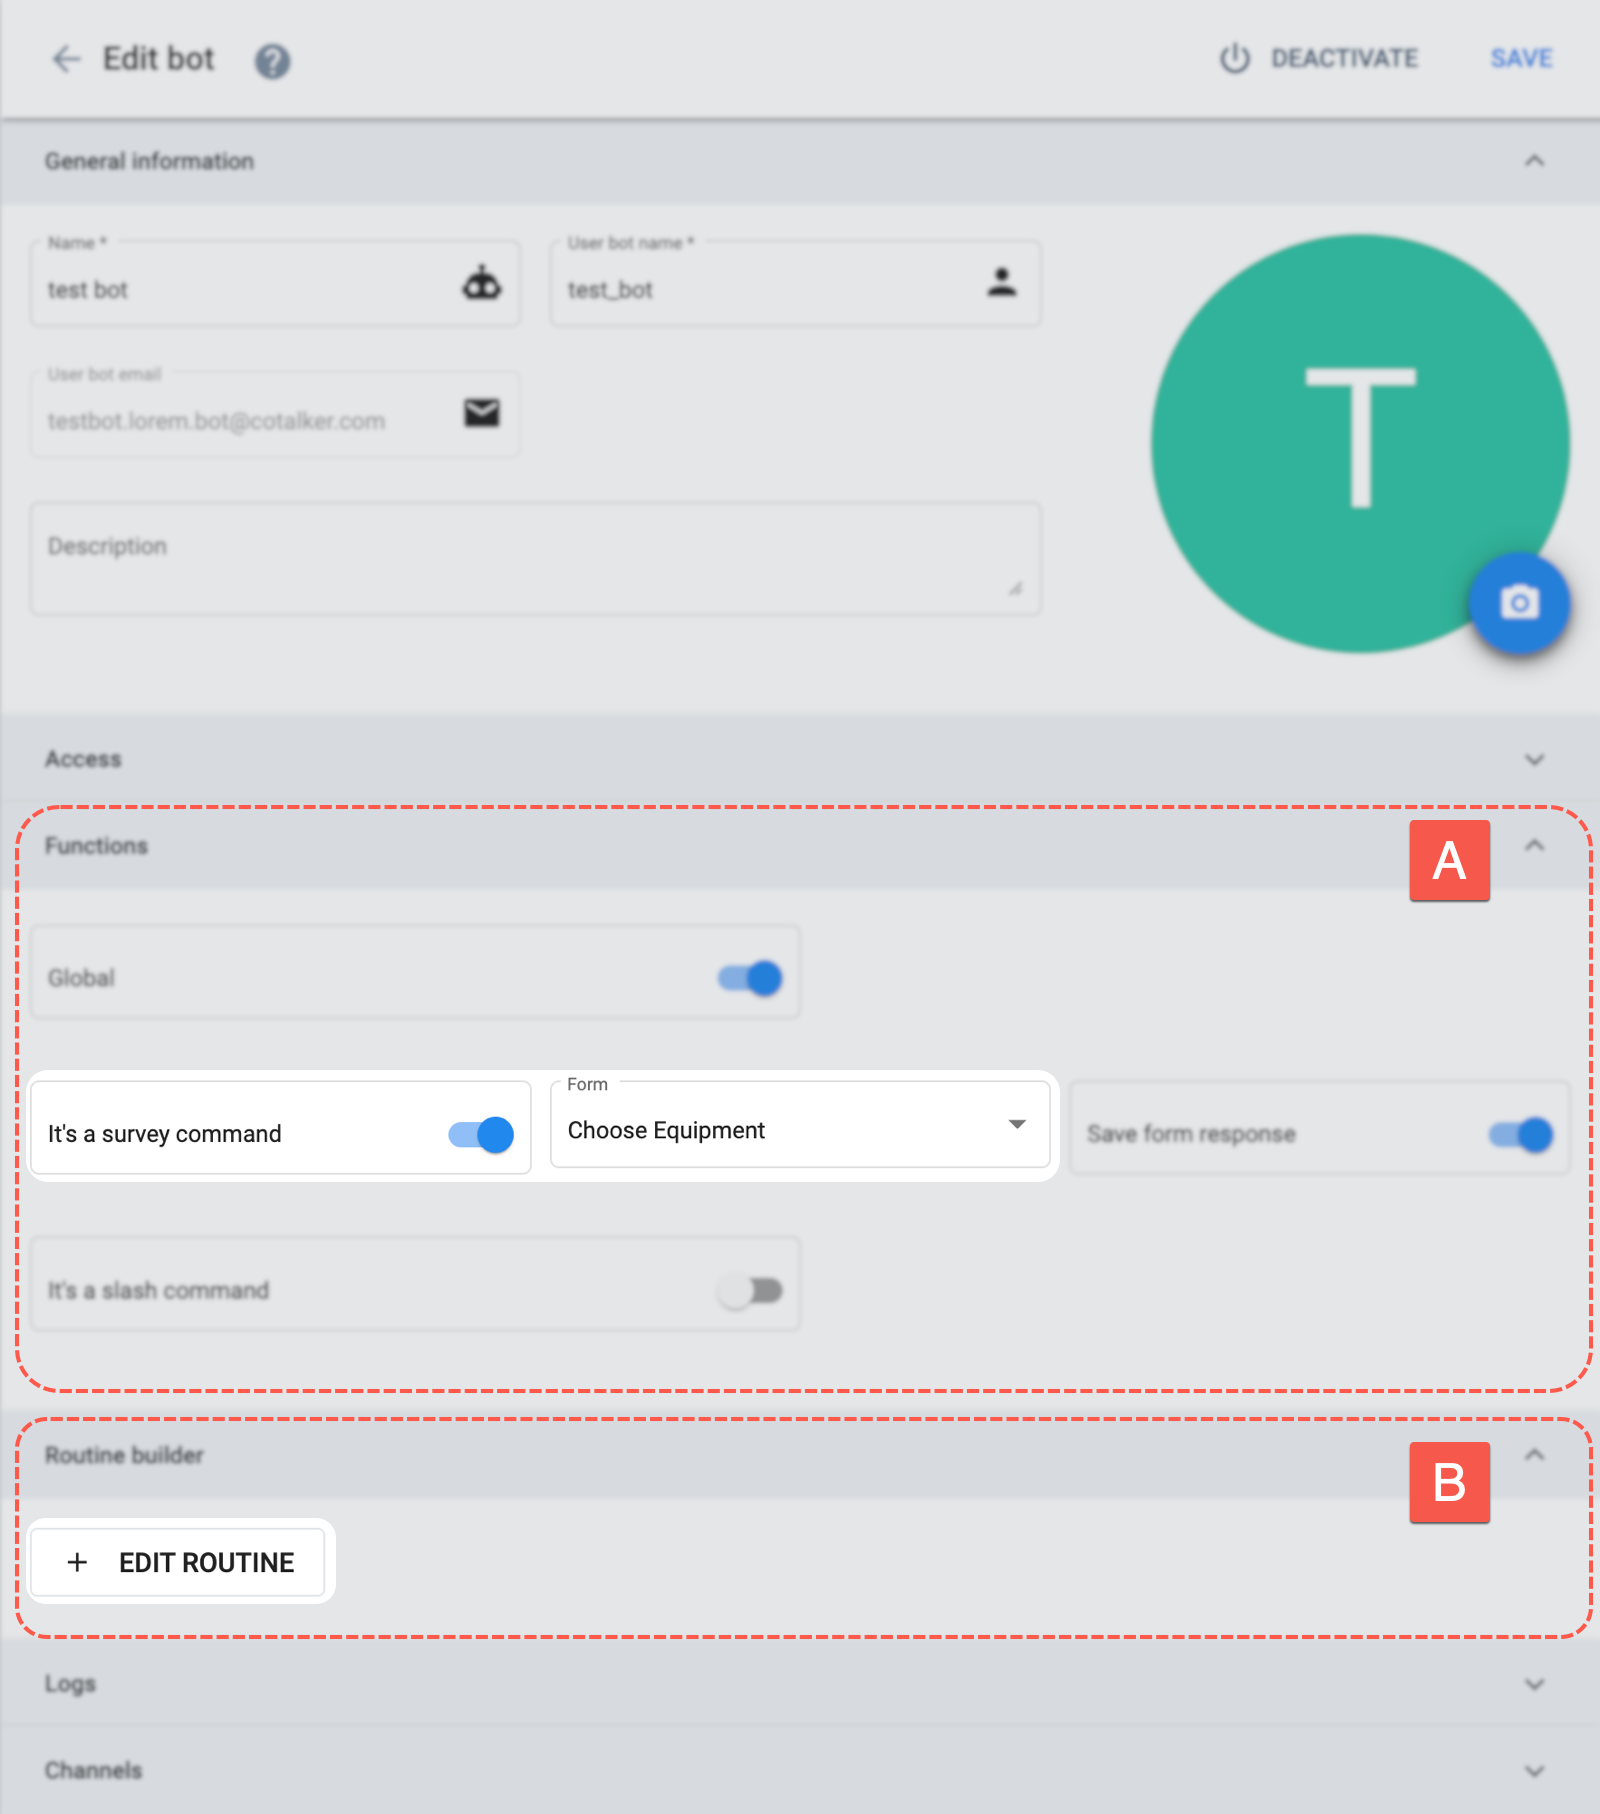 Edit bot
DEACTIVATE
SAVE
General information
Name *
test bot
User bot name *
test_bot
User bot email
testbot.lorem.bot@cotalker.com
Description
T
Access
Functions
A
Global
It's a survey command
Form
Choose Equipment
Save form response
It's a slash command
Routine builder
B
+ EDIT ROUTINE
Logs
Channels